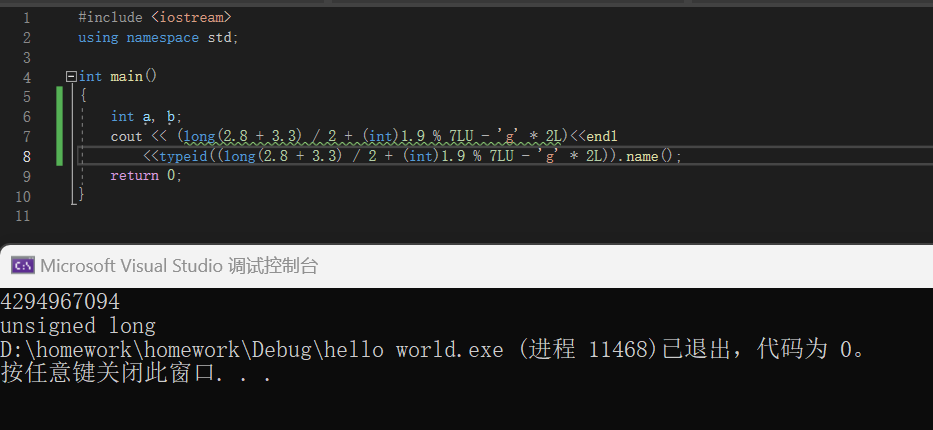 1 #include <iostream>
2 using namespace std;
3
4 int main()
5 {
6 int a, b;
7 cout << (long(2.8 + 3.3) / 2 + (int)1.9 % 7LU - 'g' * 2L)<<endl
8 <<typeid((long(2.8 + 3.3) / 2 + (int)1.9 % 7LU - 'g' * 2L)).name();
9 return 0;
10 }
11
C:\ Microsoft Visual Studio 调试控制台
4294967094
unsigned long
D:\homework\homework\Debug\hello world.exe (进程 11468)已退出，代码为 0。
按任意键关闭此窗口. . .